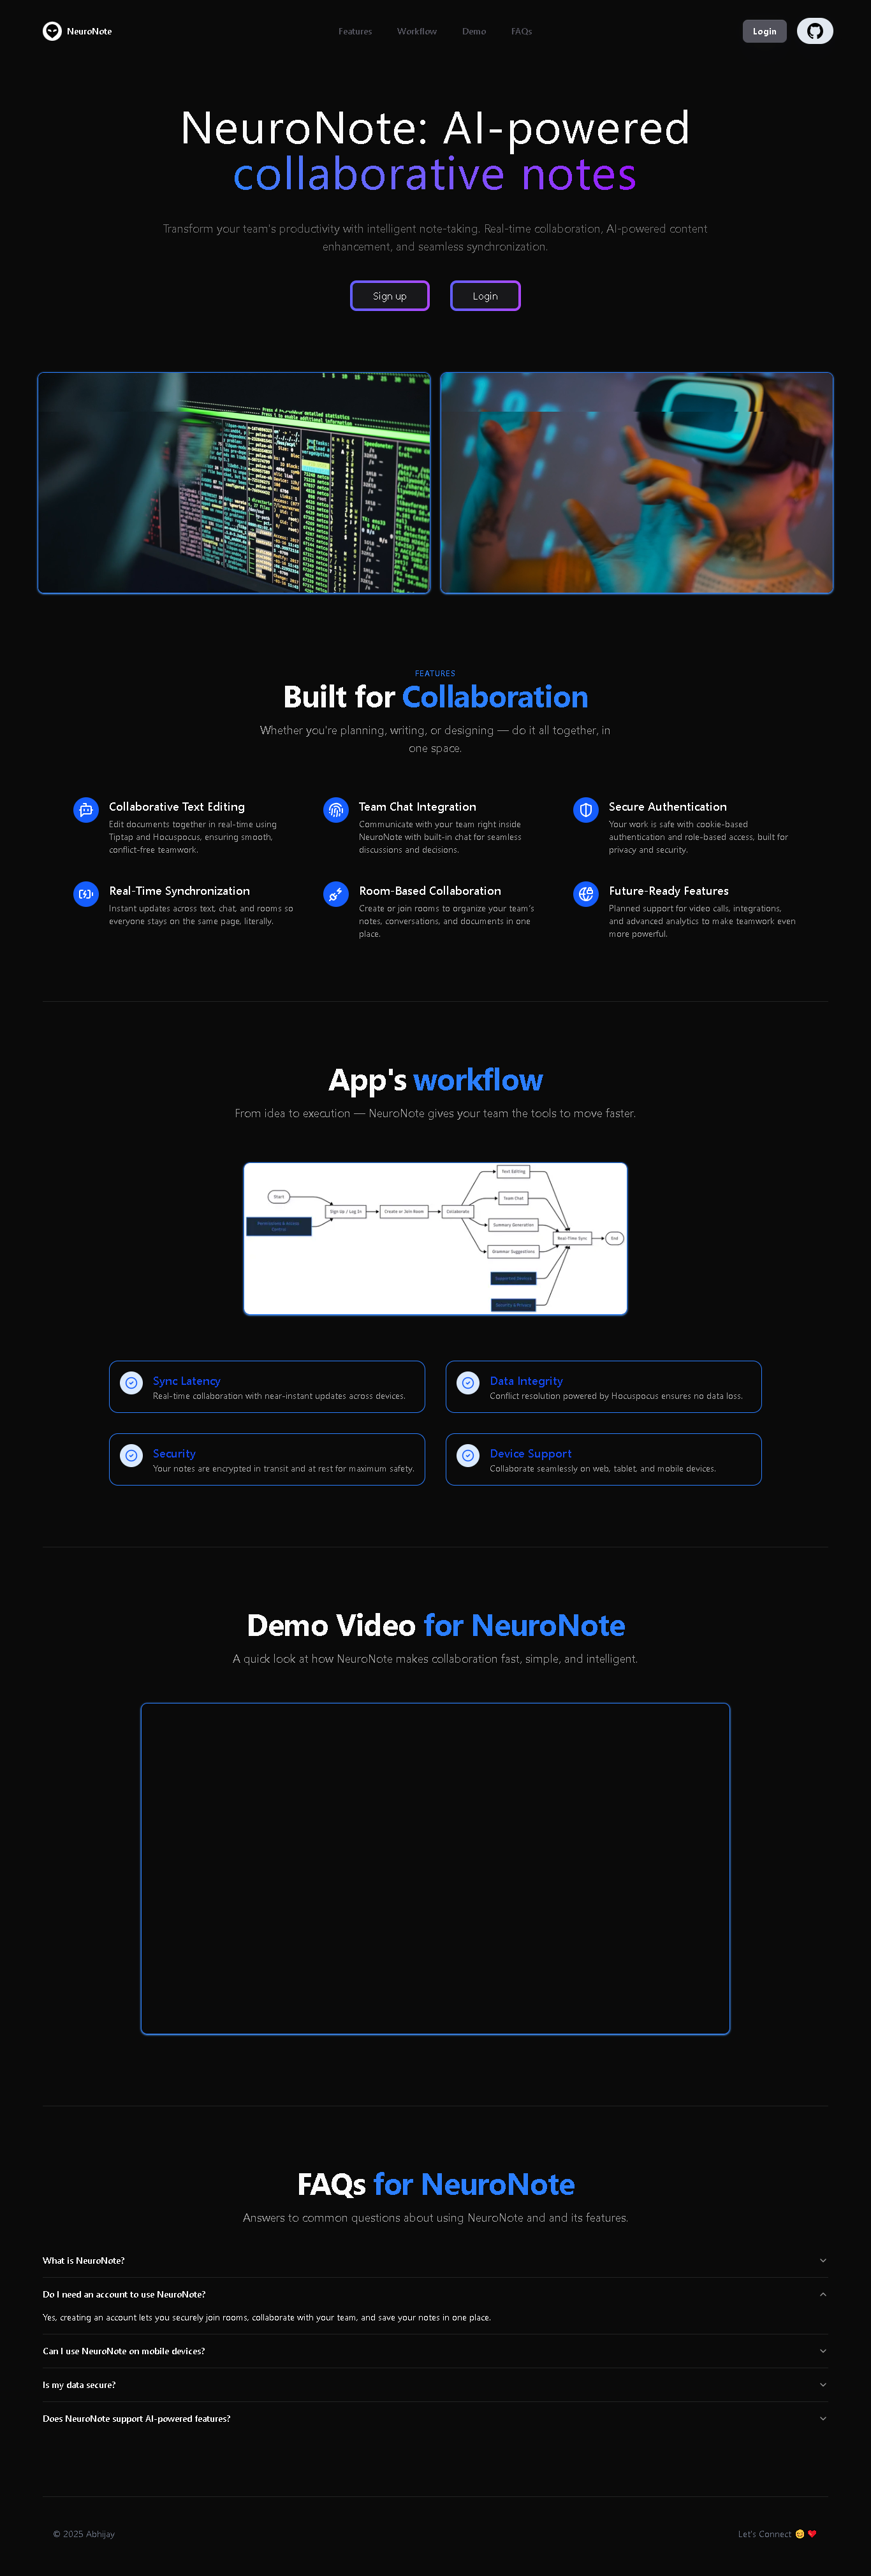 NeuroNote
Features
Workflow
Demo
FAQs
Login
NeuroNote: AI-powered
collaborative notes
Transform your team's productivity with intelligent note-taking. Real-time collaboration, AI-powered content
enhancement, and seamless synchronization.
Sign up
Login
FEATURES
Built for Collaboration
Whether you're planning, writing, or designing — do it all together, in
one space.
Collaborative Text Editing
Edit documents together in real-time using
Tiptap and Hocuspocus, ensuring smooth,
conflict-free teamwork.
Team Chat Integration
Communicate with your team right inside
NeuroNote with built-in chat for seamless
discussions and decisions.
Secure Authentication
Your work is safe with cookie-based
authentication and role-based access, built for
privacy and security.
Real-Time Synchronization
Instant updates across text, chat, and rooms so
everyone stays on the same page, literally.
Room-Based Collaboration
Create or join rooms to organize your team's
notes, conversations, and documents in one
place.
Future-Ready Features
Planned support for video calls, integrations,
and advanced analytics to make teamwork even
more powerful.
App's workflow
From idea to execution — NeuroNote gives your team the tools to move faster.
Start
Sign Up / Log In
Create or Join Room
Collaborate
Text Editing
Team Chat
Summary Generation
Grammar Suggestions
Real-Time Sync
End
Sync Latency
Real-time collaboration with near-instant updates across devices.
Data Integrity
Conflict resolution powered by Hocuspocus ensures no data loss.
Security
Your notes are encrypted in transit and at rest for maximum safety.
Device Support
Collaborate seamlessly on web, tablet, and mobile devices.
Demo Video for NeuroNote
A quick look at how NeuroNote makes collaboration fast, simple, and intelligent.
FAQs for NeuroNote
Answers to common questions about using NeuroNote and and its features.
What is NeuroNote?
Do I need an account to use NeuroNote?
Yes, creating an account lets you securely join rooms, collaborate with your team, and save your notes in one place.
Can I use NeuroNote on mobile devices?
Is my data secure?
Does NeuroNote support AI-powered features?
© 2025 Abhijay
Let's Connect 😊 ❤️